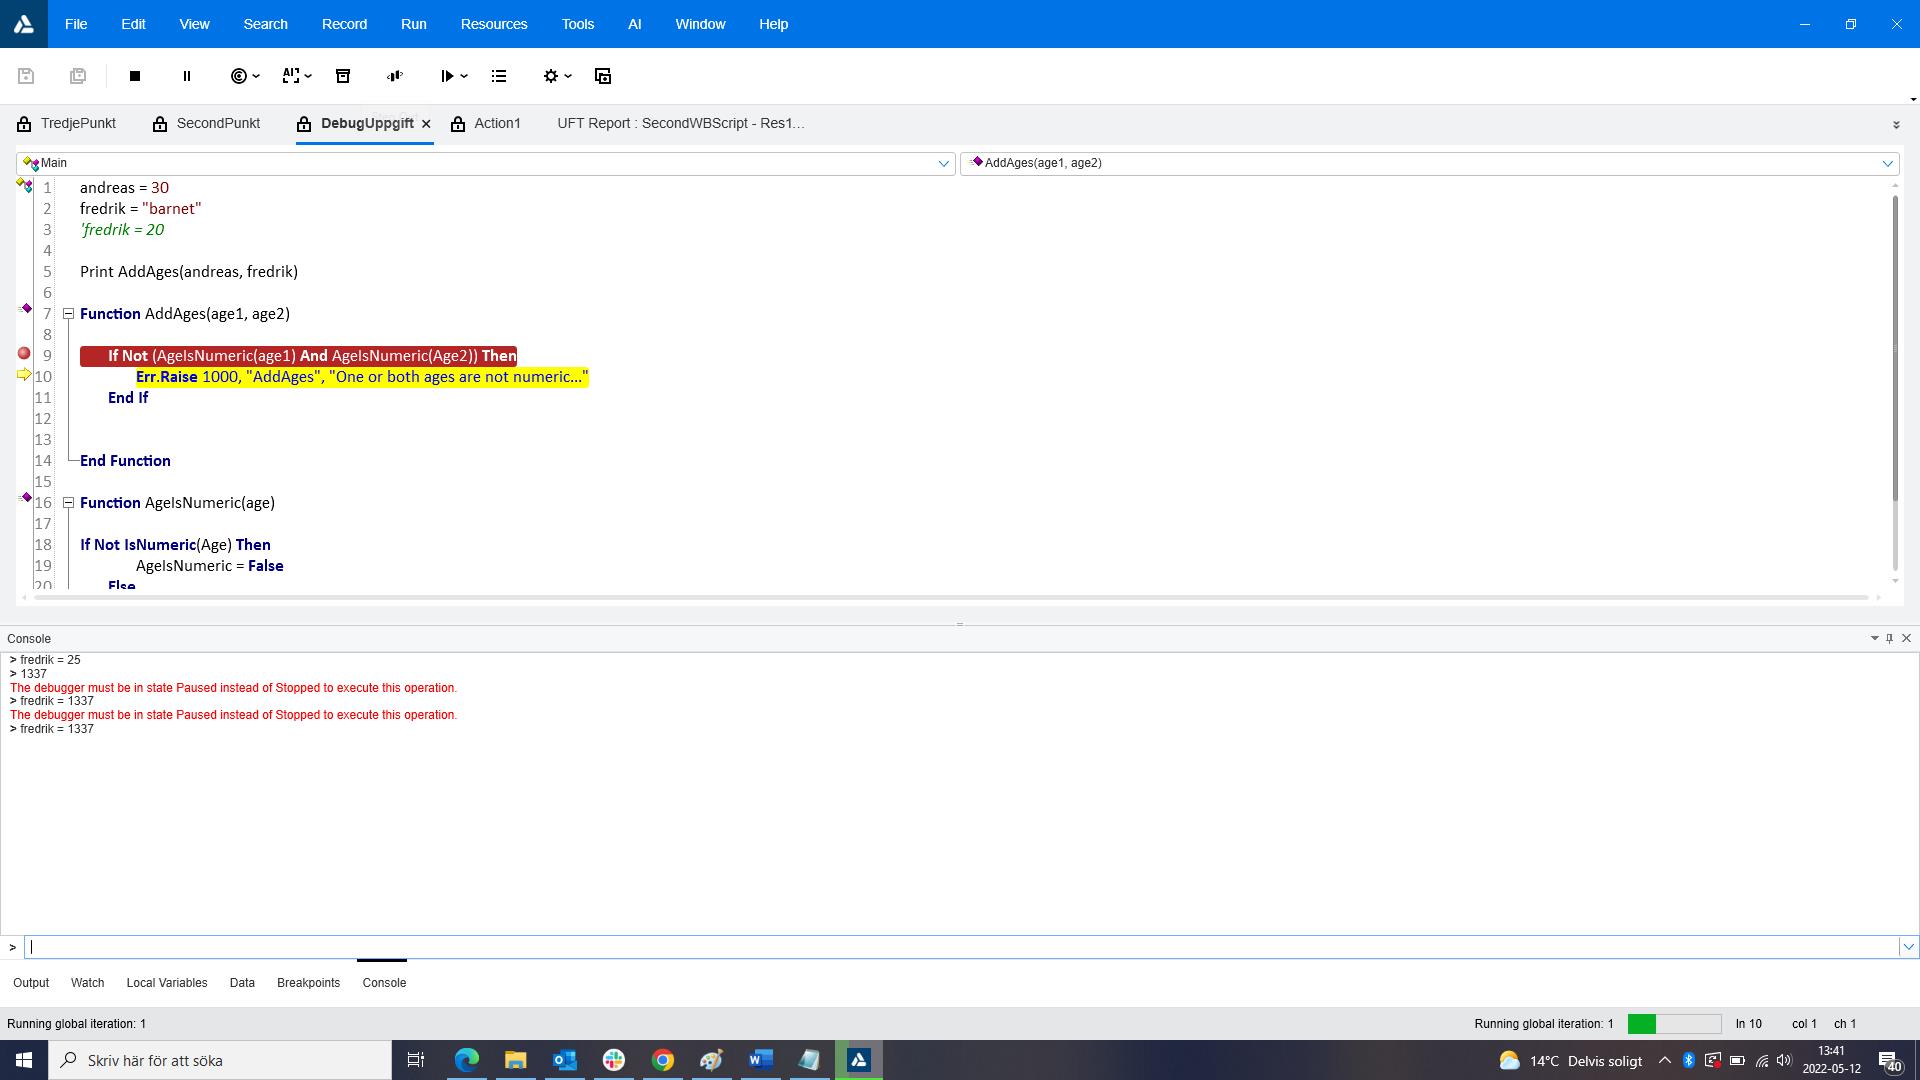 File Edit View Search Record Run Resources Tools AI Window Help
AI
TredjePunkt SecondPunkt DebugUppgift Action1 UFT Report : SecondWBScript - Res1...
Main AddAges(age1, age2)
1 andreas = 30
2 fredrik = "barnet"
3 'fredrik = 20
4
5 Print AddAges(andreas, fredrik)
6
7 Function AddAges(age1, age2)
8
9 If Not (AgeIsNumeric(age1) And AgeIsNumeric(Age2)) Then
10 Err.Raise 1000, "AddAges", "One or both ages are not numeric..."
11 End If
12
13
14 End Function
15
16 Function AgeIsNumeric(age)
17
18 If Not IsNumeric(Age) Then
19 AgeIsNumeric = False
20 Else
Console
> fredrik = 25
> 1337
The debugger must be in state Paused instead of Stopped to execute this operation.
> fredrik = 1337
The debugger must be in state Paused instead of Stopped to execute this operation.
> fredrik = 1337
>
Output Watch Local Variables Data Breakpoints Console
Running global iteration: 1 Running global iteration: 1 ln 10 col 1 ch 1
Skriv här för att söka 14°C Delvis soligt 13:41
2022-05-12
40